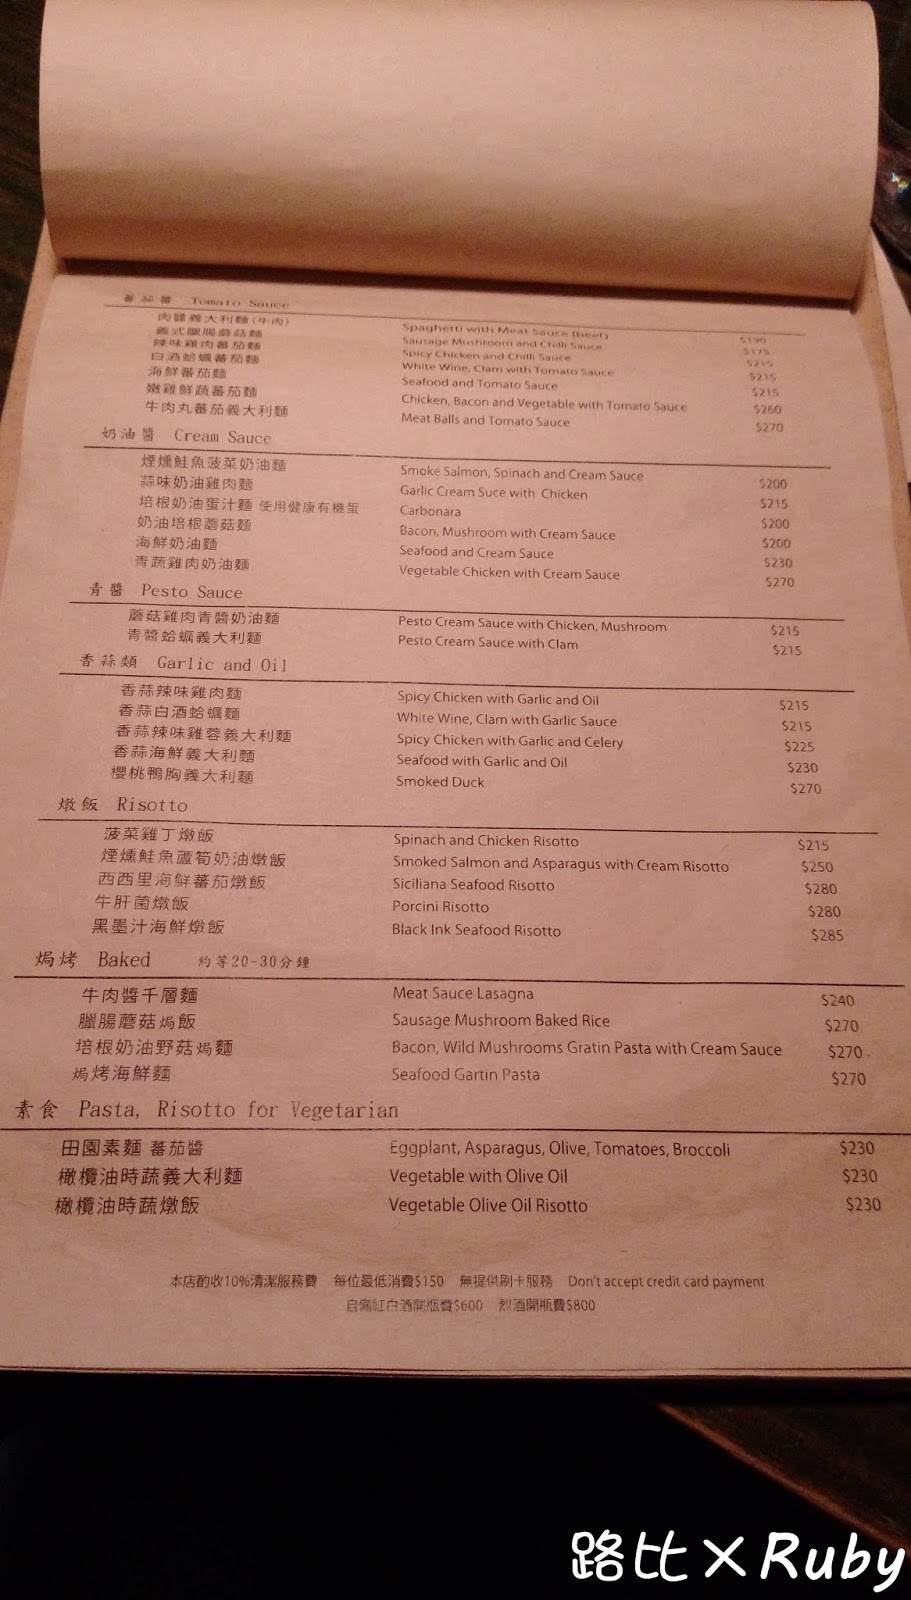 蕃茄醬 Tomato Sauce
肉醬義大利麵(牛肉) Spaghetti with Meat Sauce (beef) $190
義式臘腸蘑菇麵 Sausage Mushroom and Chilli Sauce $175
辣味雞肉蕃茄麵 Spicy Chicken and Chilli Sauce $215
白酒蛤蠣蕃茄麵 White Wine, Clam with Tomato Sauce $215
海鮮蕃茄麵 Seafood and Tomato Sauce $215
嫩雞鮮蔬蕃茄麵 Chicken, Bacon and Vegetable with Tomato Sauce $260
牛肉丸蕃茄義大利麵 Meat Balls and Tomato Sauce $270
奶油醬 Cream Sauce
煙燻鮭魚菠菜奶油麵 Smoke Salmon, Spinach and Cream Sauce $200
蒜味奶油雞肉麵 Garlic Cream Suce with Chicken $215
培根奶油蛋汁麵 使用健康有機蛋 Carbonara $200
奶油培根蘑菇麵 Bacon, Mushroom with Cream Sauce $200
海鮮奶油麵 Seafood and Cream Sauce $230
青蔬雞肉奶油麵 Vegetable Chicken with Cream Sauce $270
青醬 Pesto Sauce
蘑菇雞肉青醬奶油麵 Pesto Cream Sauce with Chicken, Mushroom $215
青醬蛤蠣義大利麵 Pesto Cream Sauce with Clam $215
香蒜類 Garlic and Oil
香蒜辣味雞肉麵 Spicy Chicken with Garlic and Oil $215
香蒜白酒蛤蠣麵 White Wine, Clam with Garlic Sauce $215
香蒜辣味雞蓉義大利麵 Spicy Chicken with Garlic and Celery $225
香蒜海鮮義大利麵 Seafood with Garlic and Oil $230
櫻桃鴨胸義大利麵 Smoked Duck $270
燉飯 Risotto
菠菜雞丁燉飯 Spinach and Chicken Risotto $215
煙燻鮭魚蘆筍奶油燉飯 Smoked Salmon and Asparagus with Cream Risotto $250
西西里海鮮蕃茄燉飯 Siciliana Seafood Risotto $280
牛肝菌燉飯 Porcini Risotto $280
黑墨汁海鮮燉飯 Black Ink Seafood Risotto $285
焗烤 Baked 約等20-30分鐘
牛肉醬千層麵 Meat Sauce Lasagna $240
臘腸蘑菇焗飯 Sausage Mushroom Baked Rice $270
培根奶油野菇焗麵 Bacon, Wild Mushrooms Gratin Pasta with Cream Sauce $270
焗烤海鮮麵 Seafood Gartin Pasta $270
素食 Pasta, Risotto for Vegetarian
田園素麵 蕃茄醬 Eggplant, Asparagus, Olive, Tomatoes, Broccoli $230
橄欖油時蔬義大利麵 Vegetable with Olive Oil $230
橄欖油時蔬燉飯 Vegetable Olive Oil Risotto $230
本店酌收10%清潔服務費 每位最低消費$150 無提供刷卡服務 Don't accept credit card payment
自備紅白酒開瓶費$600 烈酒開瓶費$800
路比×Ruby